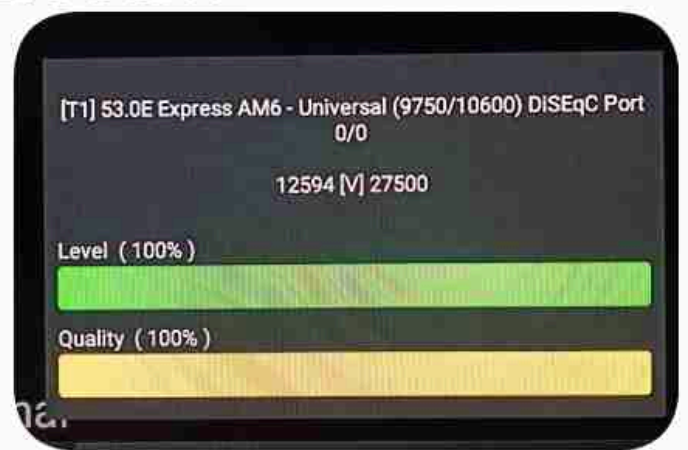 [T1] 53.0E Express AM6 - Universal (9750/10600) DiSEqC Port
0/0
12594 [V] 27500
Level ( 100% )
Quality ( 100% )